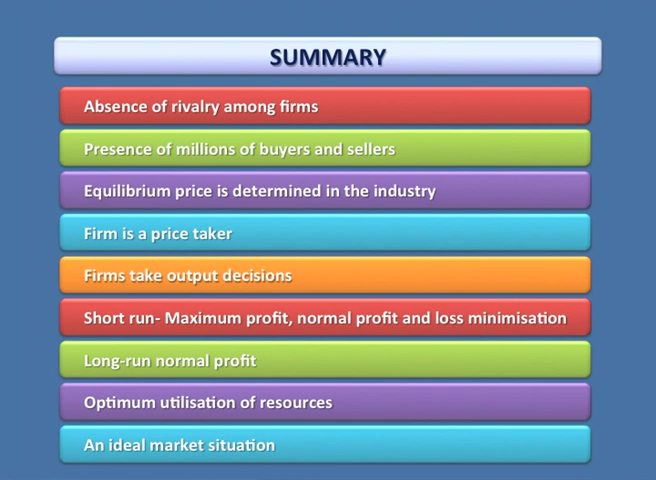 SUMMARY
Absence of rivalry among firms
Presence of millions of buyers and sellers
Equilibrium price is determined in the industry
Firm is a price taker
Firms take output decisions
Short run- Maximum profit, normal profit and loss minimisation
Long-run normal profit
Optimum utilisation of resources
An ideal market situation